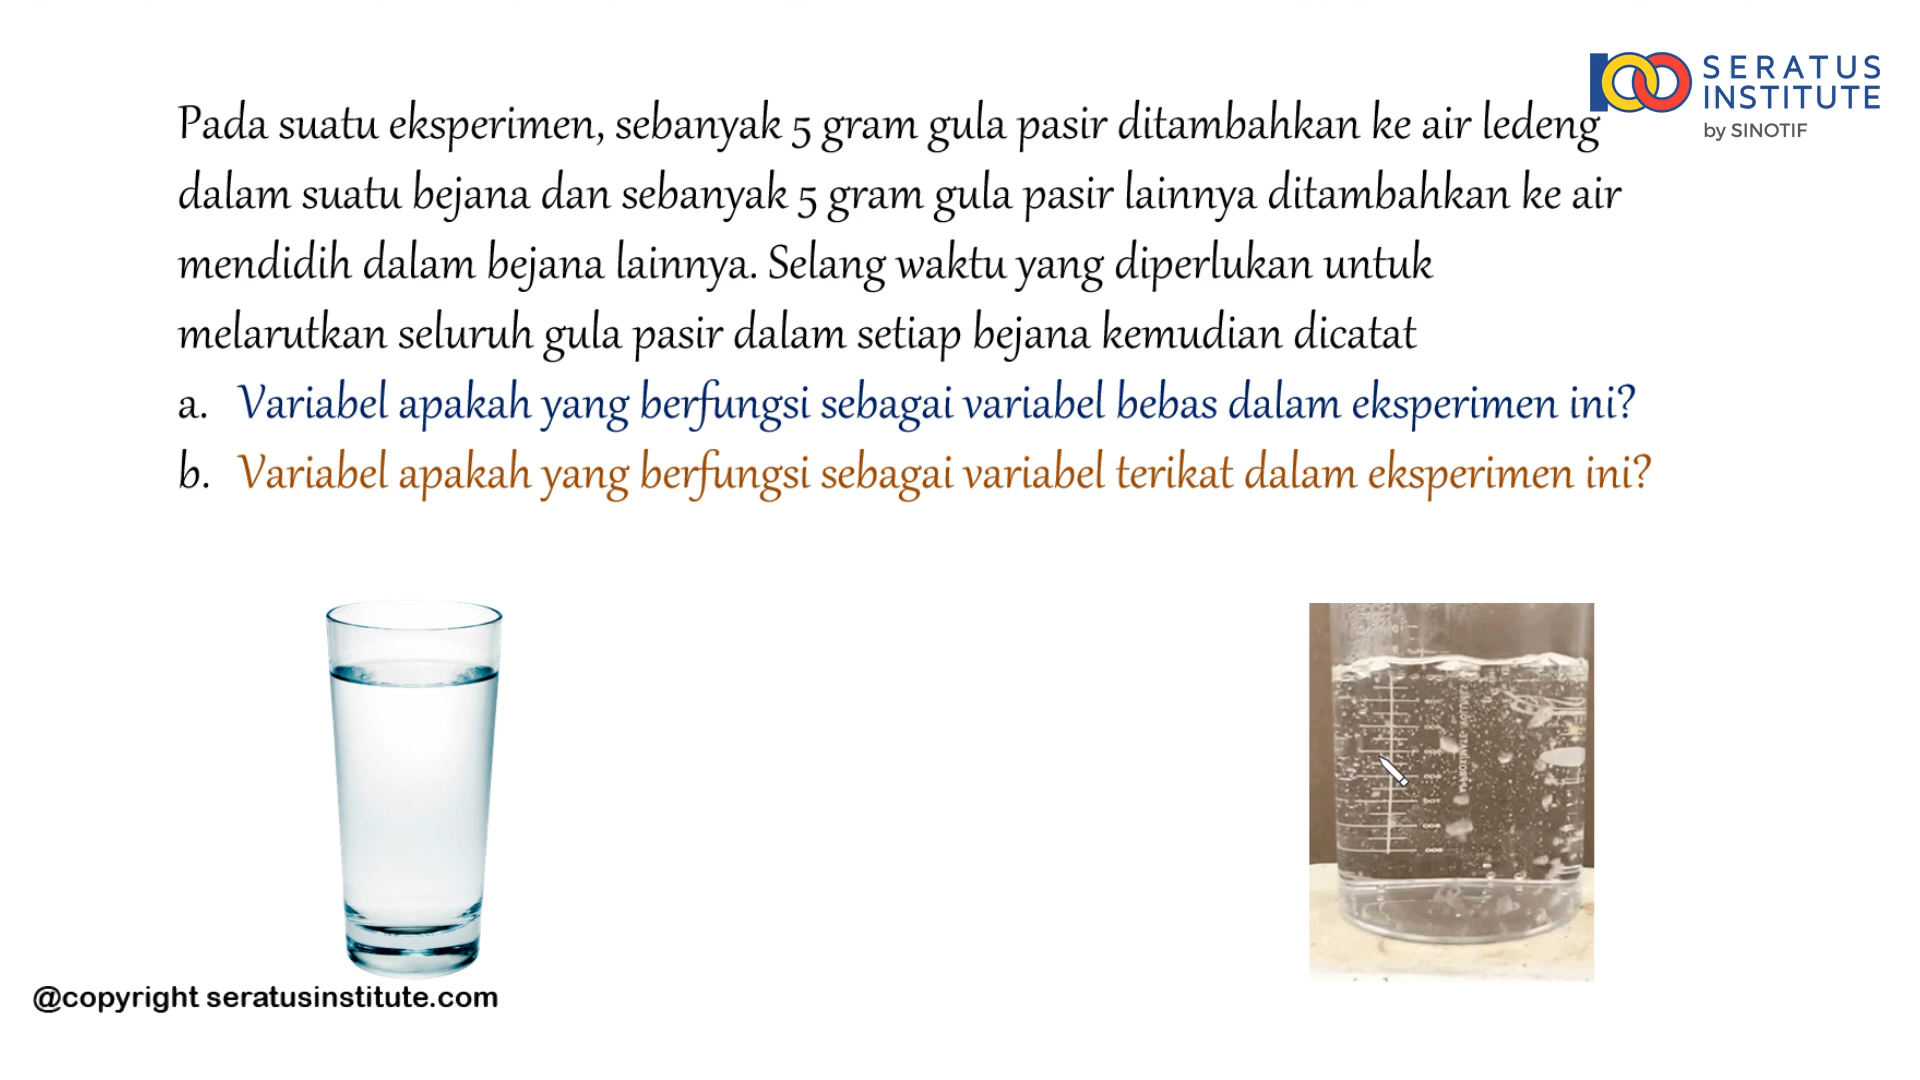 SERATUS
INSTITUTE
by SINOTIF
Pada suatu eksperimen, sebanyak 5 gram gula pasir ditambahkan ke air ledeng
dalam suatu bejana dan sebanyak 5 gram gula pasir lainnya ditambahkan ke air
mendidih dalam bejana lainnya. Selang waktu yang diperlukan untuk
melarutkan seluruh gula pasir dalam setiap bejana kemudian dicatat
a. Variabel apakah yang berfungsi sebagai variabel bebas dalam eksperimen ini?
b. Variabel apakah yang berfungsi sebagai variabel terikat dalam eksperimen ini?
@copyright seratusinstitute.com